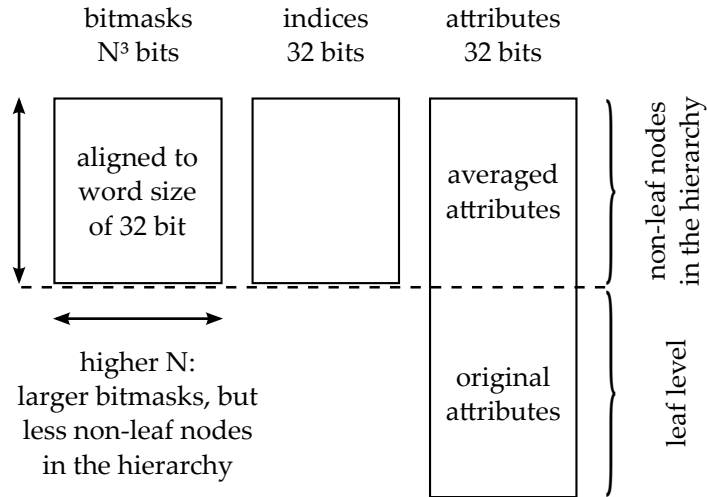 bitmasks
N³ bits
indices
32 bits
attributes
32 bits
aligned to
word size
of 32 bit
averaged
attributes
non-leaf nodes
in the hierarchy
higher N:
larger bitmasks, but
less non-leaf nodes
in the hierarchy
original
attributes
leaf level